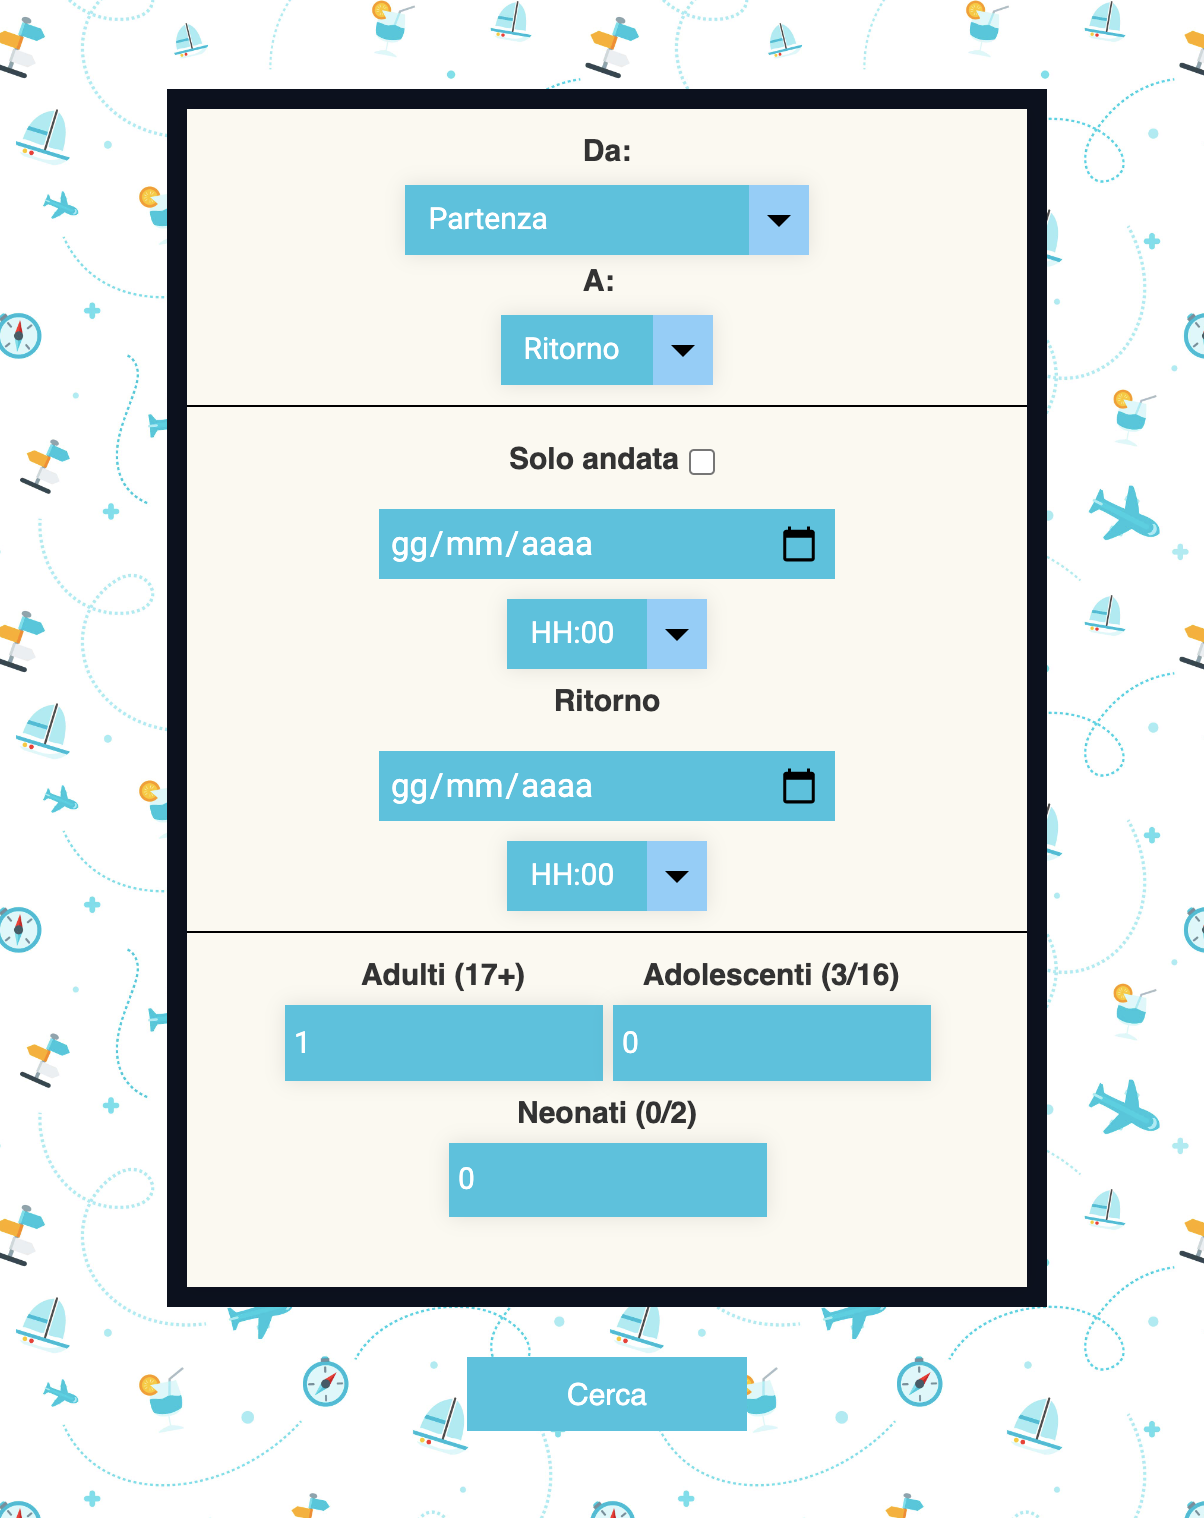 Da:
Partenza
A:
Ritorno
Solo andata
gg/mm/aaaa
HH:00
Ritorno
gg/mm/aaaa
HH:00
Adulti (17+) Adolescenti (3/16)
1 0
Neonati (0/2)
0
Cerca